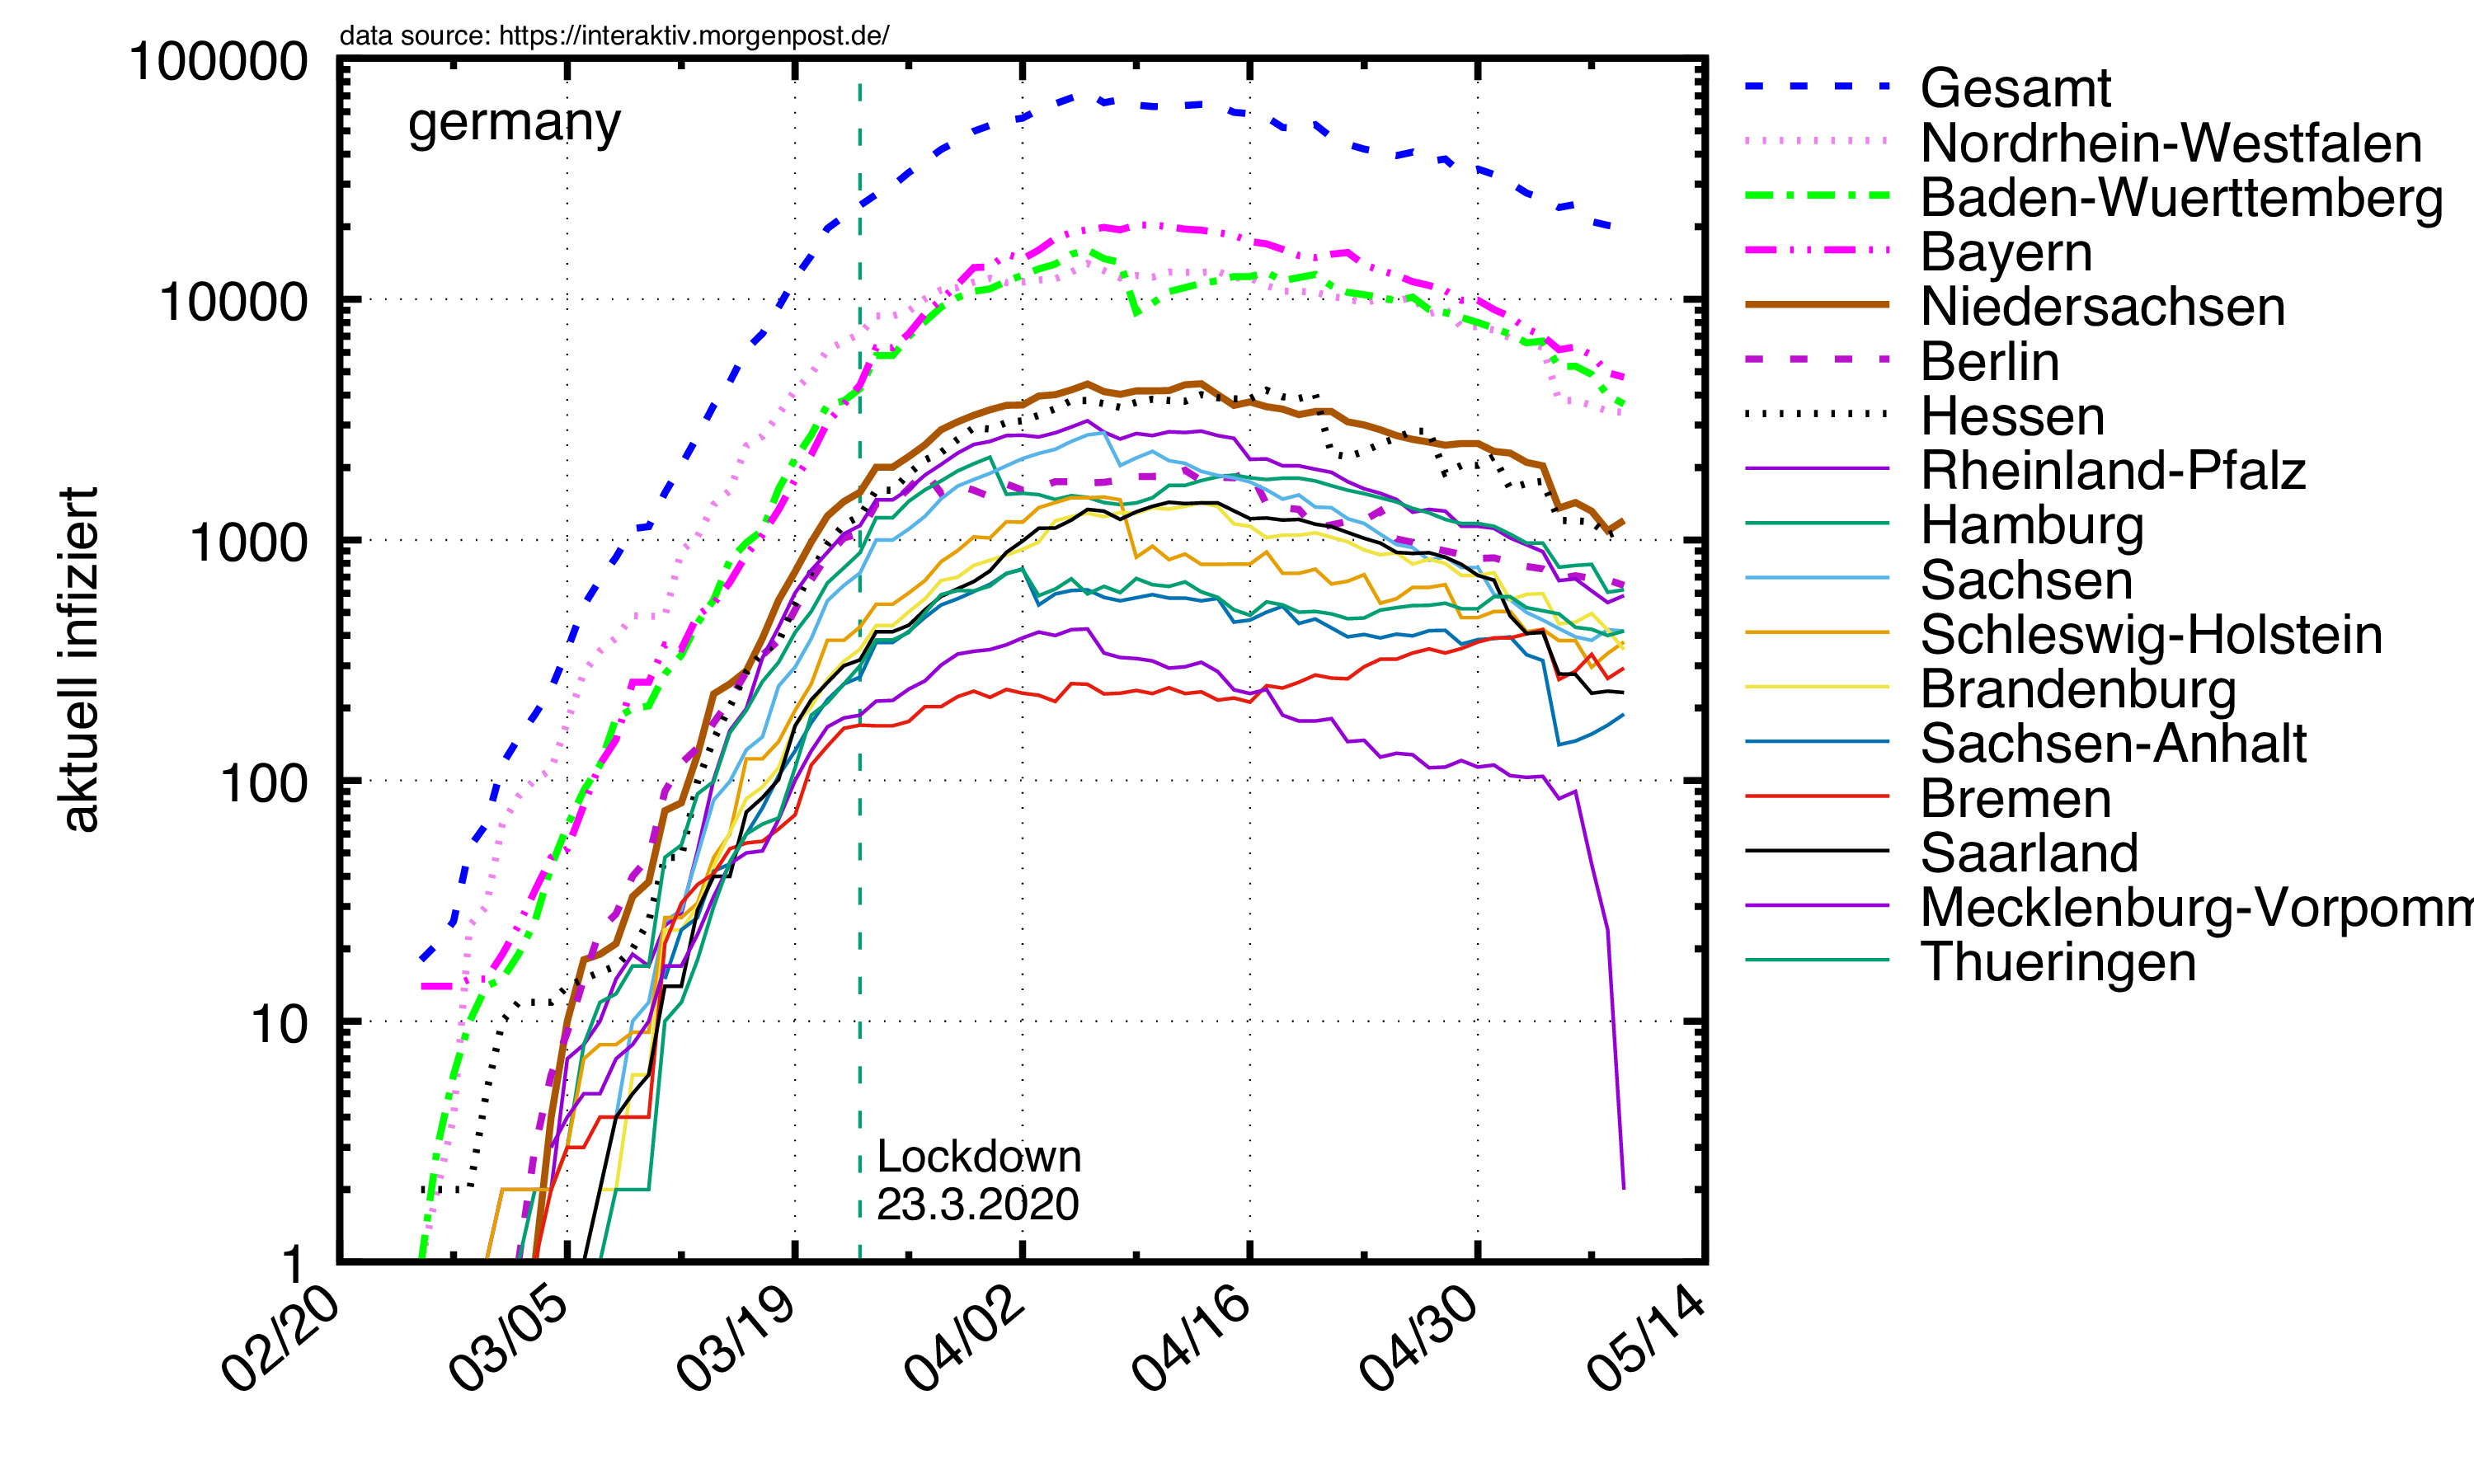 data source: https://interaktiv.morgenpost.de/
germany
aktuell infiziert
100000
10000
1000
100
10
1
02/20
03/05
03/19
04/02
04/16
04/30
05/14
Lockdown
23.3.2020
Gesamt
Nordrhein-Westfalen
Baden-Wuerttemberg
Bayern
Niedersachsen
Berlin
Hessen
Rheinland-Pfalz
Hamburg
Sachsen
Schleswig-Holstein
Brandenburg
Sachsen-Anhalt
Bremen
Saarland
Mecklenburg-Vorpomm
Thueringen